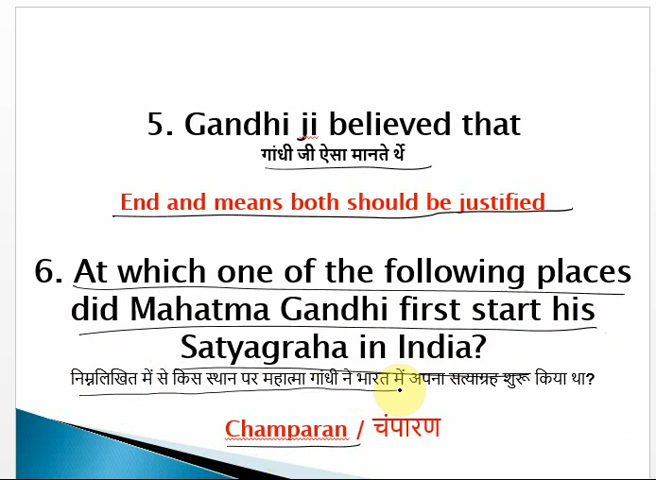 5. Gandhi ji believed that
गांधी जी ऐसा मानते थें
End and means both should be justified
6. At which one of the following places
did Mahatma Gandhi first start his
Satyagraha in India?
निम्नलिखित में से किस स्थान पर महात्मा गांधी ने भारत में अपना सत्याग्रह शुरू किया था?
Champaran / चंपारण